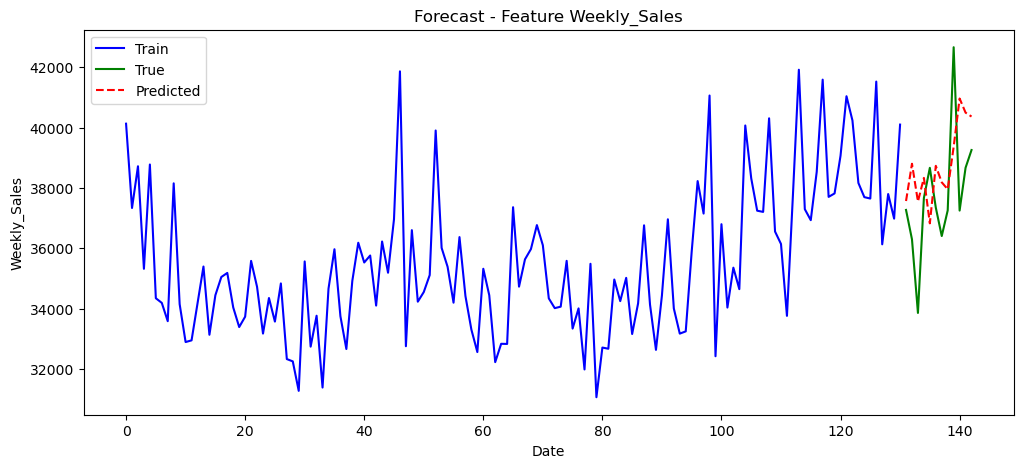 Forecast - Feature Weekly_Sales
Train
True
Predicted
Weekly_Sales
42000
40000
38000
36000
34000
32000
0 20 40 60 80 100 120 140
Date